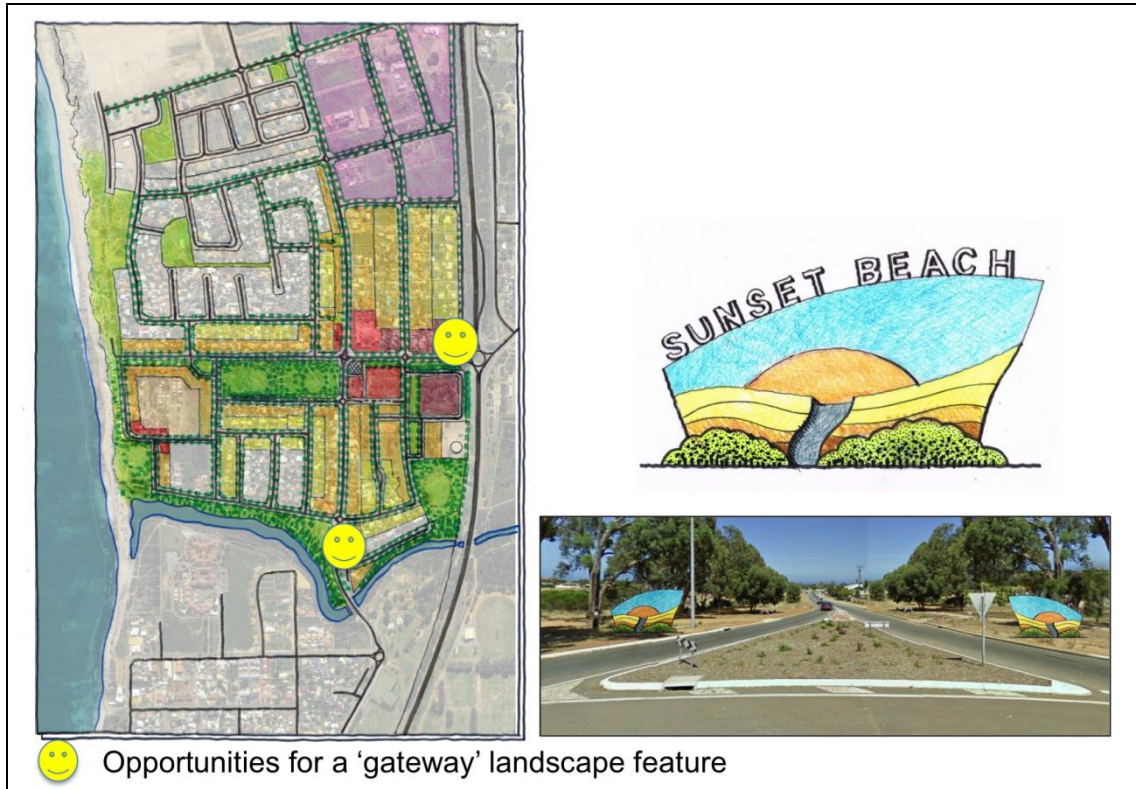 SUNSET BEACH
Opportunities for a ‘gateway’ landscape feature